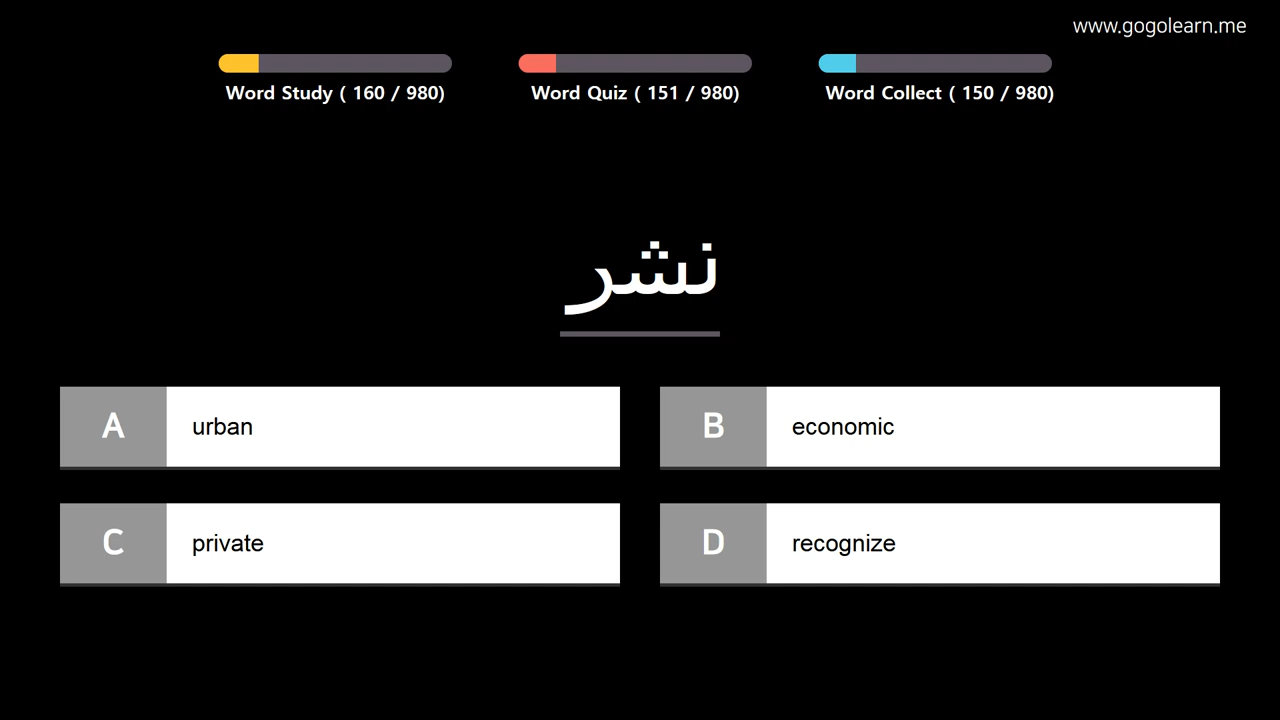 www.gogolearn.me
Word Study ( 160 / 980)
Word Quiz ( 151 / 980)
Word Collect ( 150 / 980)
نشر
A urban
B economic
C private
D recognize